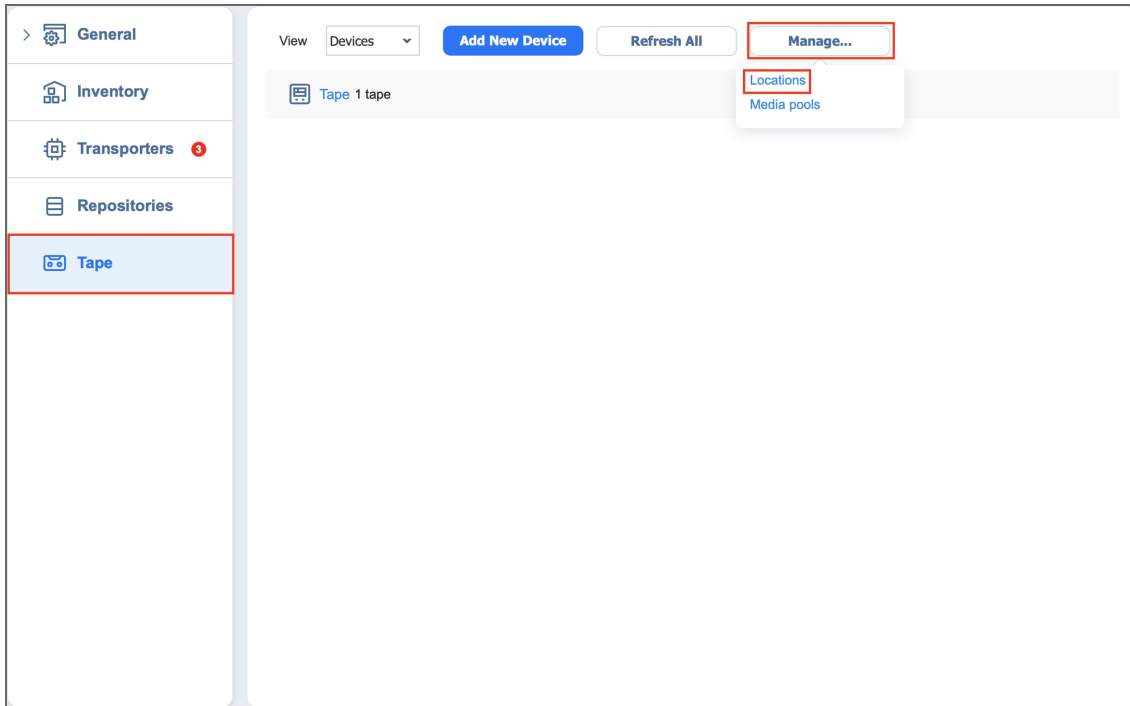 General
Inventory
Transporters 3
Repositories
Tape
View Devices Add New Device Refresh All Manage...
Tape 1 tape
Locations
Media pools